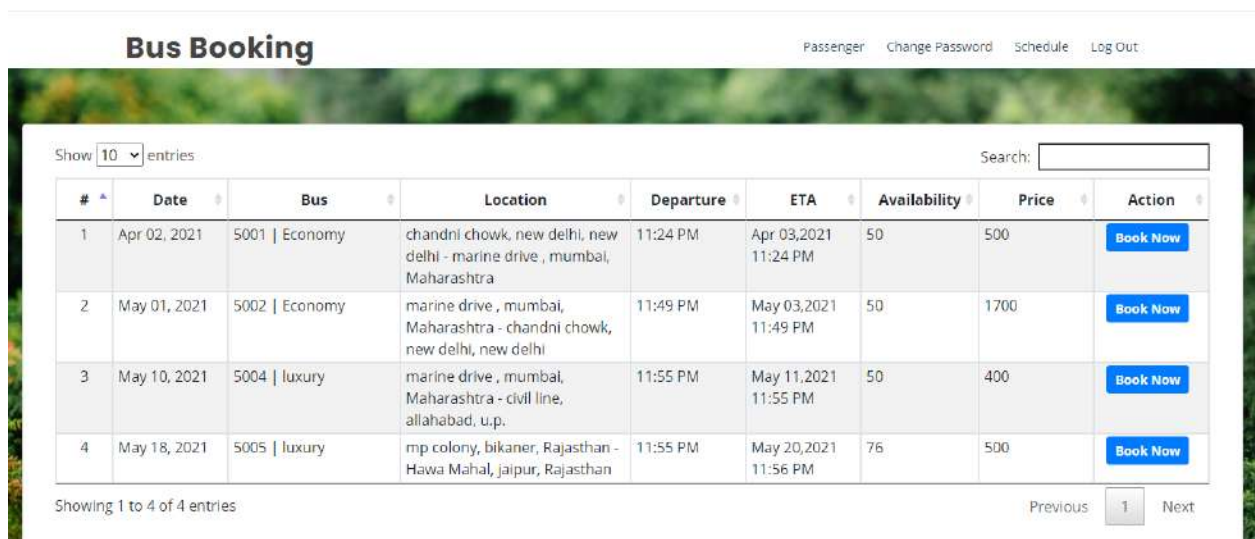 Bus Booking
Passenger Change Password Schedule Log Out
Show 10 entries
Search:
# Date Bus Location Departure ETA Availability Price Action
1 Apr 02, 2021 5001 | Economy chandni chowk, new delhi, new 11:24 PM Apr 03,2021 50 500 Book Now
delhi - marine drive , mumbai, 11:24 PM
Maharashtra
2 May 01, 2021 5002 | Economy marine drive , mumbai, 11:49 PM May 03,2021 50 1700 Book Now
Maharashtra - chandni chowk, 11:49 PM
new delhi, new delhi
3 May 10, 2021 5004 | luxury marine drive , mumbai, 11:55 PM May 11,2021 50 400 Book Now
Maharashtra - civil line, 11:55 PM
allahabad, u.p.
4 May 18, 2021 5005 | luxury mp colony, bikaner, Rajasthan - 11:55 PM May 20,2021 76 500 Book Now
Hawa Mahal, jaipur, Rajasthan 11:56 PM
Showing 1 to 4 of 4 entries
Previous 1 Next